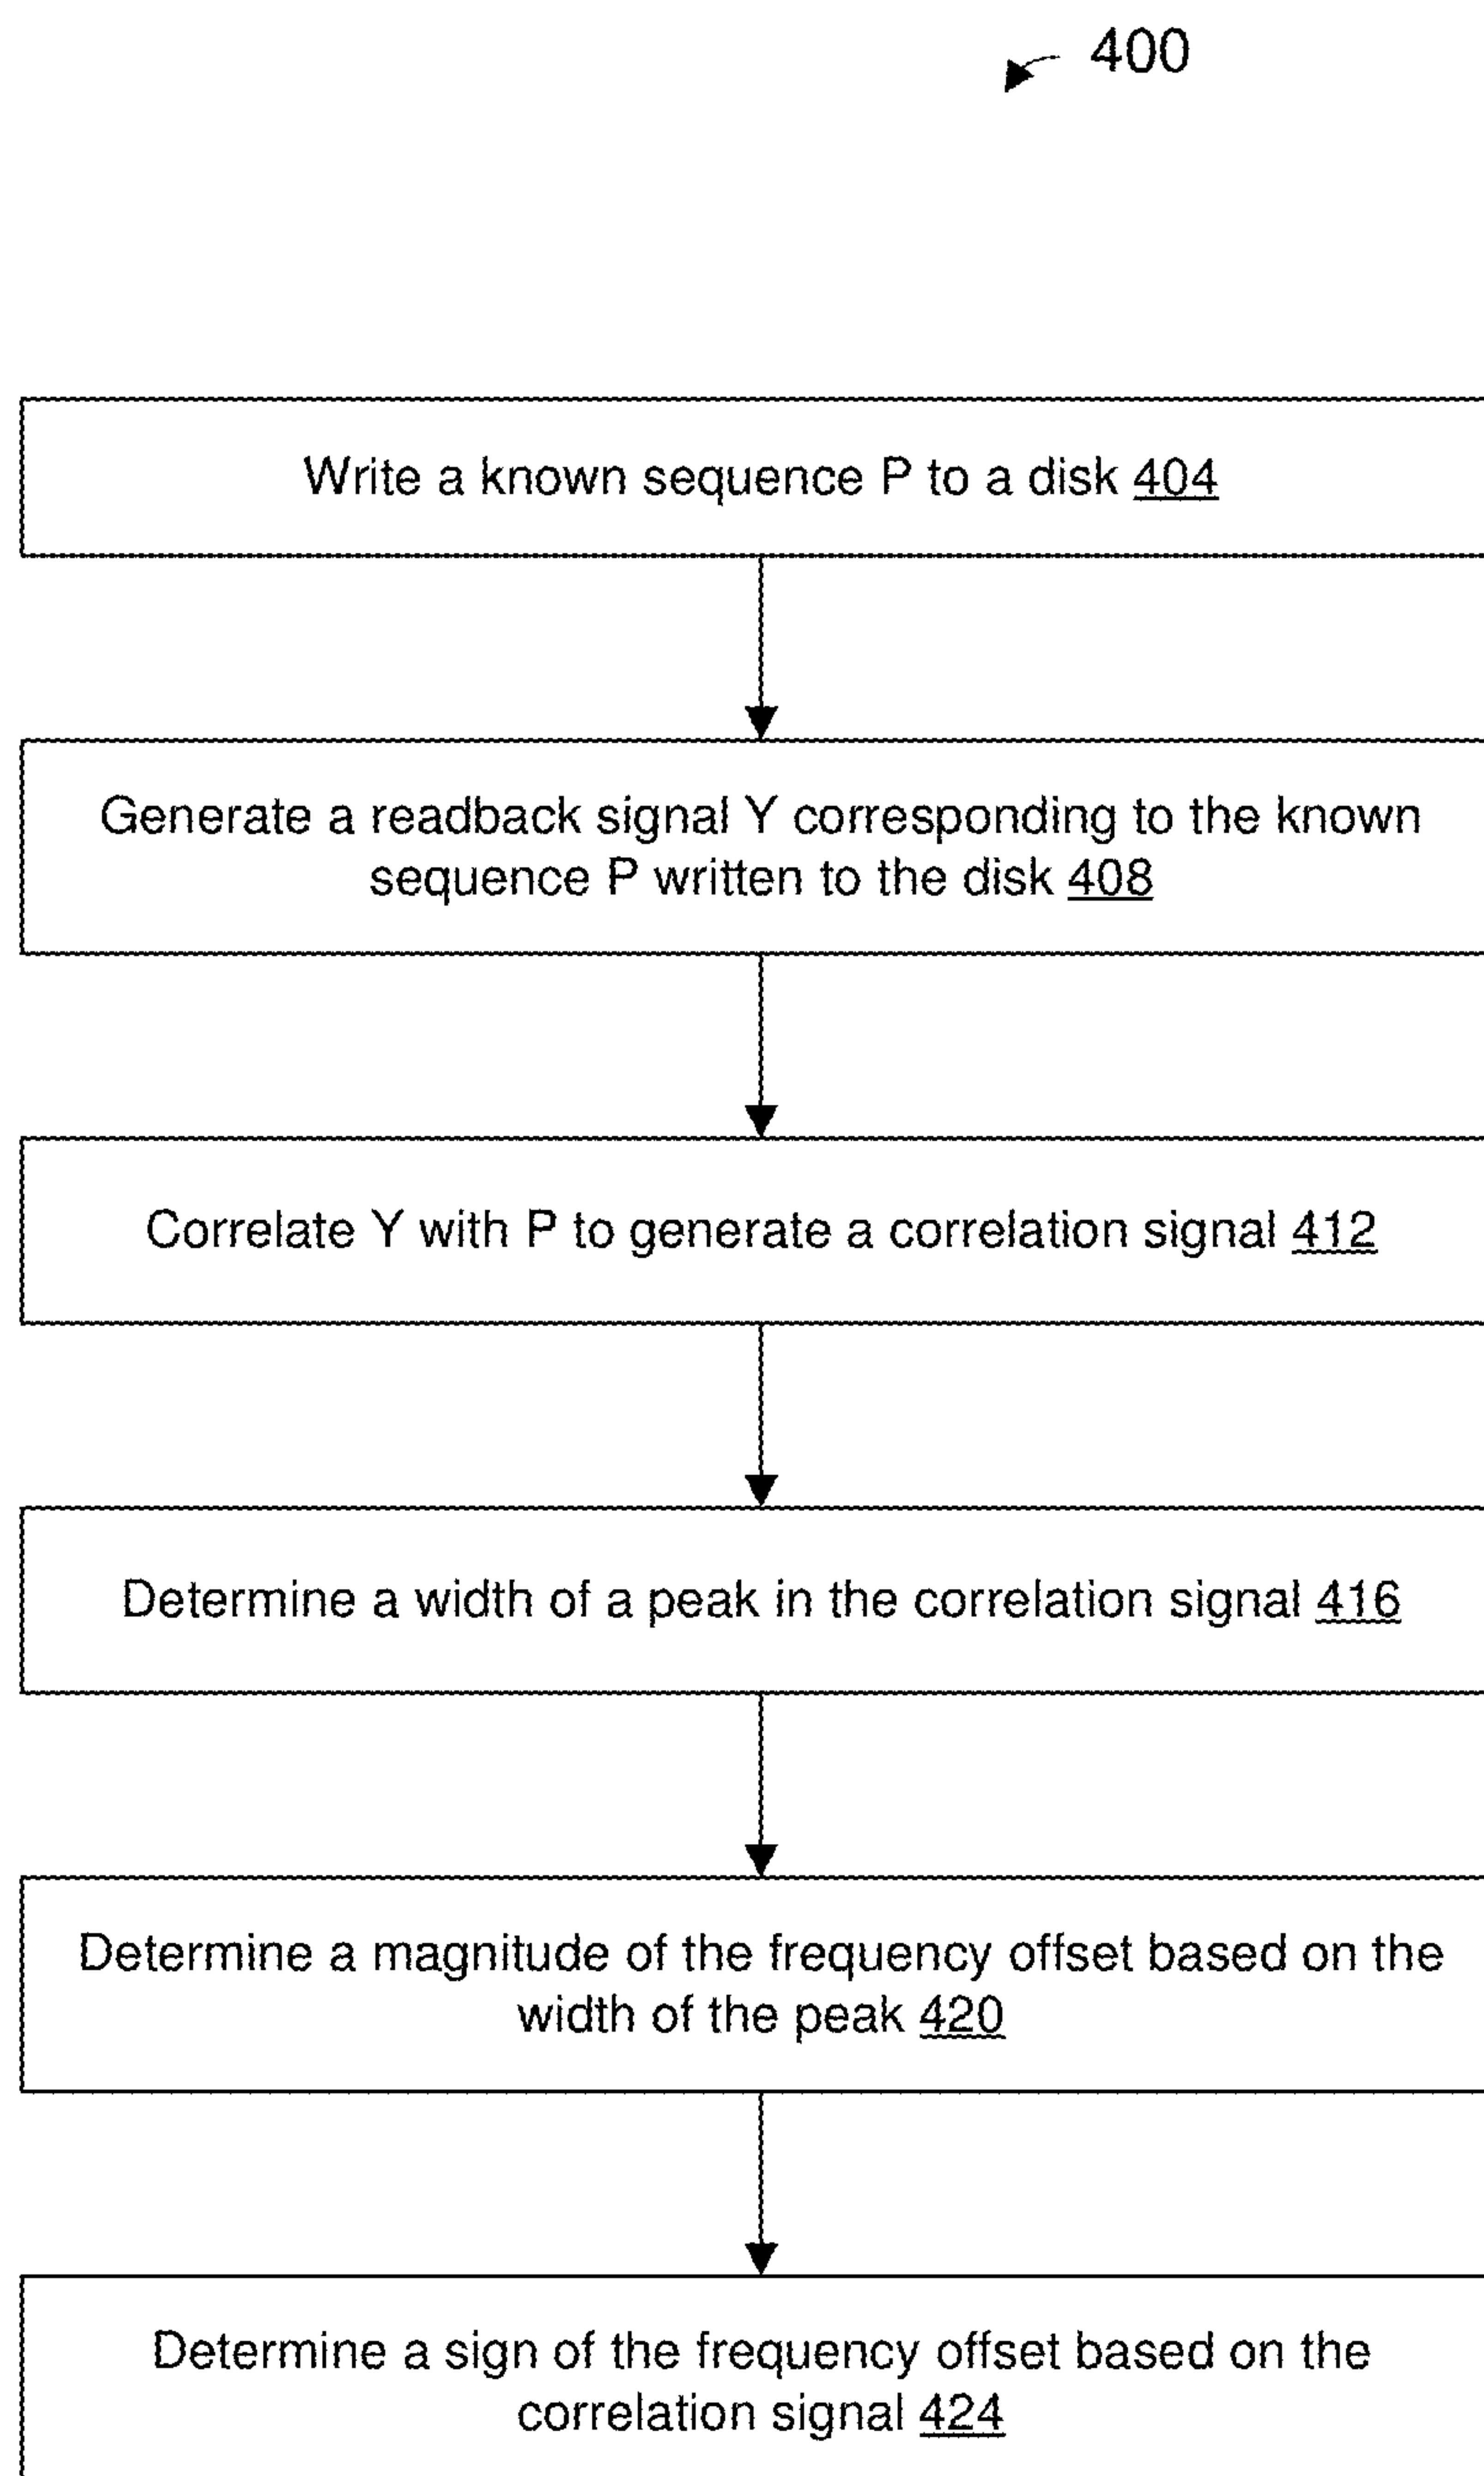 400
Write a known sequence P to a disk 404
Generate a readback signal Y corresponding to the known
sequence P written to the disk 408
Correlate Y with P to generate a correlation signal 412
Determine a width of a peak in the correlation signal 416
Determine a magnitude of the frequency offset based on the
width of the peak 420
Determine a sign of the frequency offset based on the
correlation signal 424